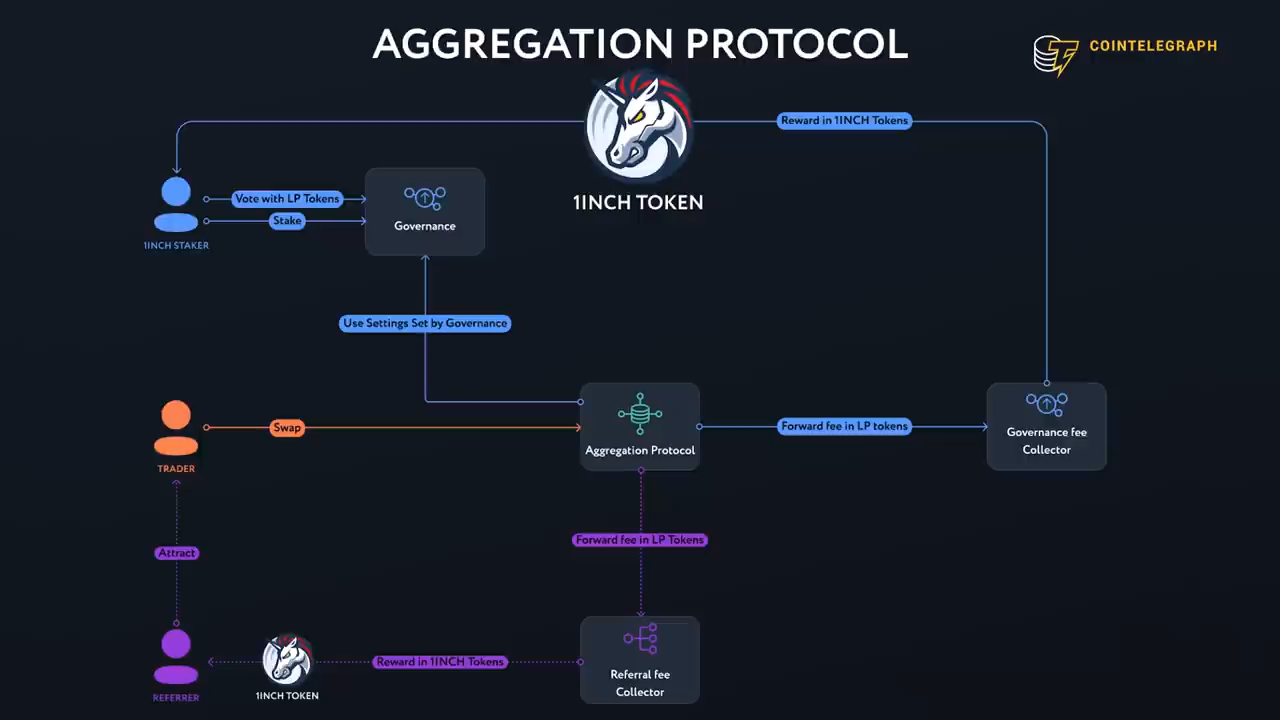 AGGREGATION PROTOCOL
COINTELEGRAPH
Reward in 1INCH Tokens
1INCH TOKEN
Vote with LP Tokens
Stake
Governance
1INCH STAKER
Use Settings Set by Governance
Swap
TRADER
Aggregation Protocol
Forward fee in LP tokens
Governance fee
Collector
Forward fee in LP Tokens
Attract
REFERRER
1INCH TOKEN
Reward in 1INCH Tokens
Referral fee
Collector